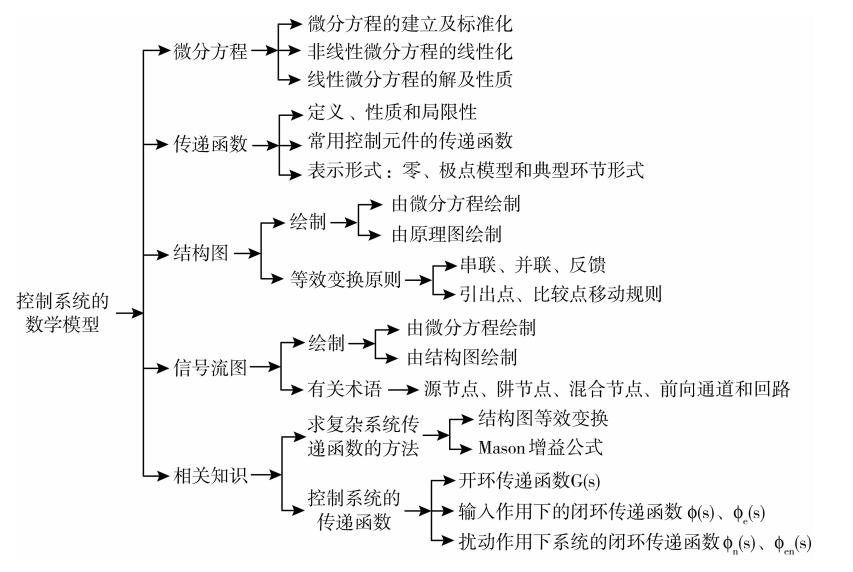 控制系统的
数学模型
微分方程
微分方程的建立及标准化
非线性微分方程的线性化
线性微分方程的解及性质
传递函数
定义、性质和局限性
常用控制元件的传递函数
表示形式：零、极点模型和典型环节形式
结构图
绘制
由微分方程绘制
由原理图绘制
等效变换原则
串联、并联、反馈
引出点、比较点移动规则
信号流图
绘制
由微分方程绘制
由结构图绘制
有关术语
源节点、阱节点、混合节点、前向通道和回路
相关知识
求复杂系统传
递函数的方法
结构图等效变换
Mason增益公式
控制系统的
传递函数
开环传递函数G(s)
输入作用下的闭环传递函数 ϕ(s)、ϕe(s)
扰动作用下系统的闭环传递函数ϕn(s)、ϕen(s)